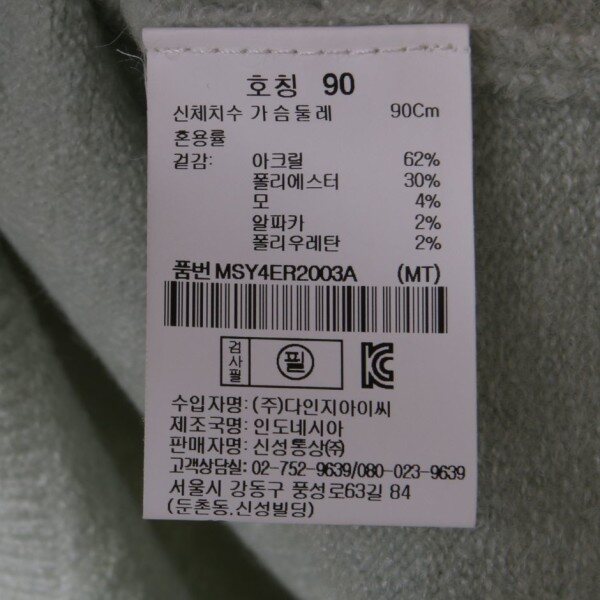 호칭 90
신체치수 가슴둘레 90Cm
혼용률
겉감: 아크릴 62%
폴리에스터 30%
모 4%
알파카 2%
폴리우레탄 2%
품번 MSY4ER2003A (MT)
검사필 필 KC
수입자명: (주)다인지아이씨
제조국명: 인도네시아
판매자명: 신성통상㈜
고객상담실: 02-752-9639/080-023-9639
서울시 강동구 풍성로63길 84
(둔촌동.신성빌딩)